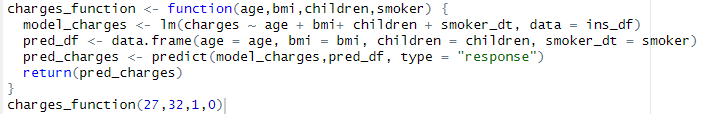 charges_function <- function(age,bmi,children,smoker) {
  model_charges <- lm(charges ~ age + bmi+ children + smoker_dt, data = ins_df)
  pred_df <- data.frame(age = age, bmi = bmi, children = children, smoker_dt = smoker)
  pred_charges <- predict(model_charges,pred_df, type = "response")
  return(pred_charges)
}
charges_function(27,32,1,0)